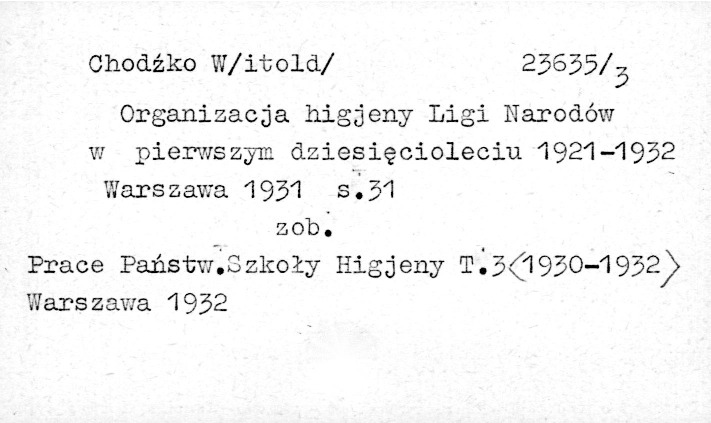 Chodźko W/itold/ 23635/3
Organizacja higjeny Ligi Narodów
w pierwszym dziesięcioleciu 1921-1932
Warszawa 1931 s.31
zob.
Prace Państw.Szkoły Higjeny T.3<1930-1932>
Warszawa 1932